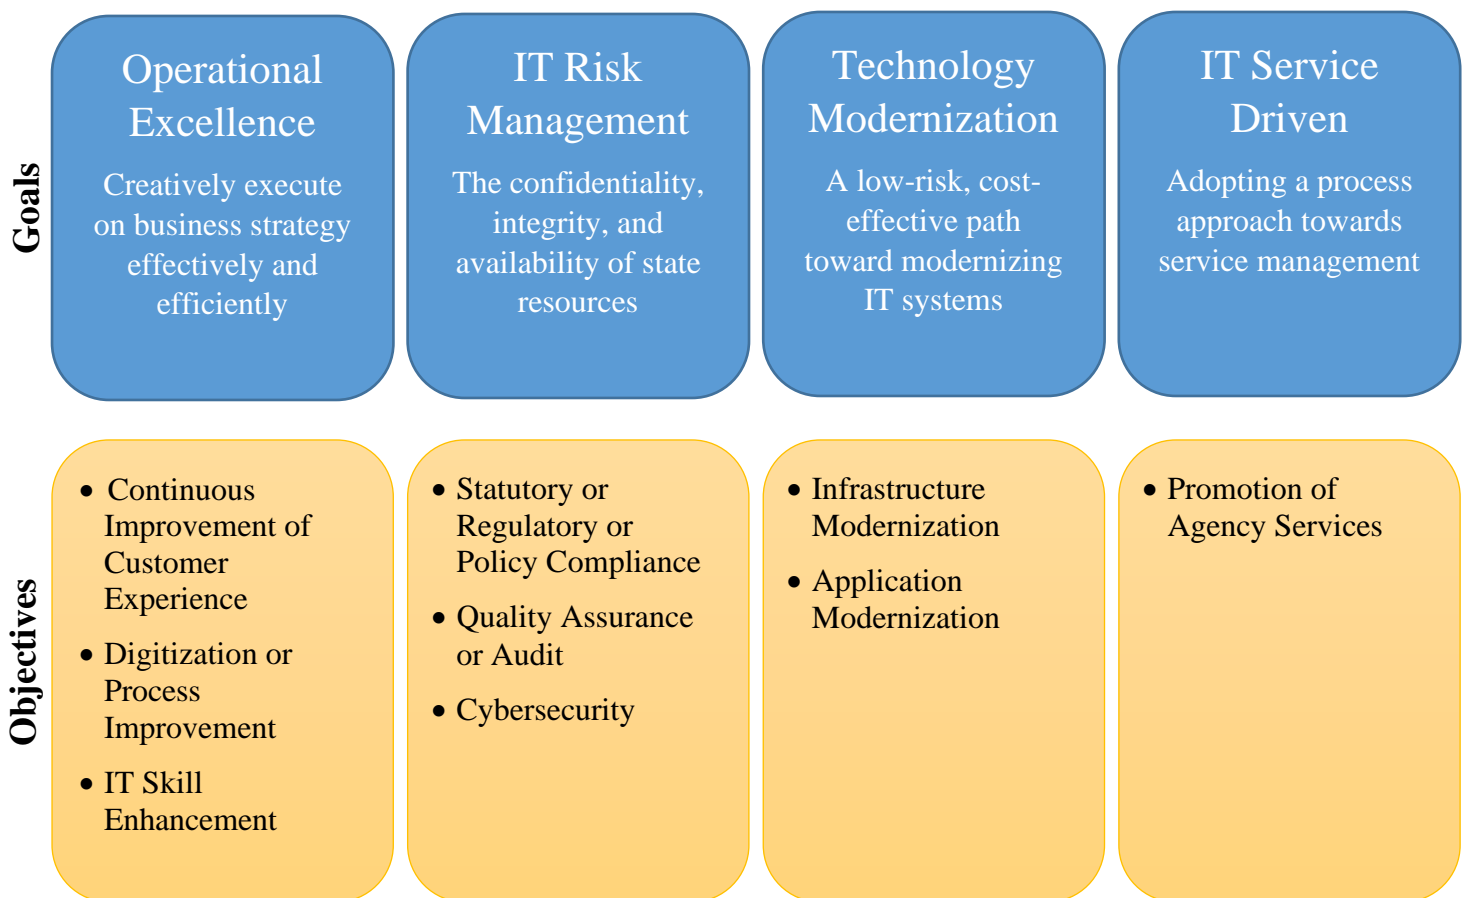 Goals
Operational
Excellence
Creatively execute
on business strategy
effectively and
efficiently
IT Risk
Management
The confidentiality,
integrity, and
availability of state
resources
Technology
Modernization
A low-risk, cost-
effective path
toward modernizing
IT systems
IT Service
Driven
Adopting a process
approach towards
service management
Objectives
• Continuous
Improvement of
Customer
Experience
• Digitization or
Process
Improvement
• IT Skill
Enhancement
• Statutory or
Regulatory or
Policy Compliance
• Quality Assurance
or Audit
• Cybersecurity
• Infrastructure
Modernization
• Application
Modernization
• Promotion of
Agency Services